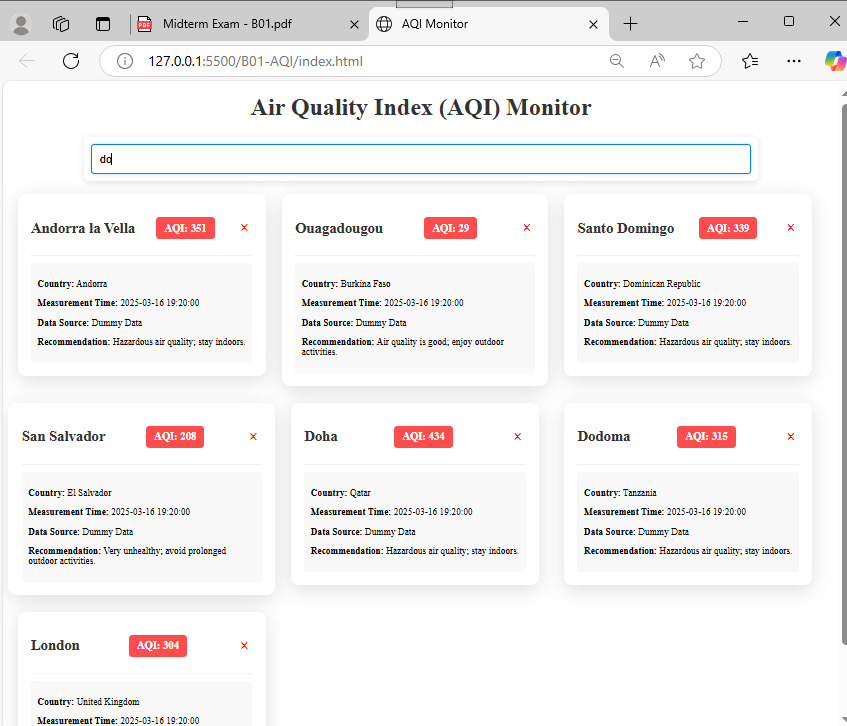 Midterm Exam - B01.pdf
AQI Monitor
127.0.0.1:5500/B01-AQI/index.html
Air Quality Index (AQI) Monitor
do
Andorra la Vella AQI: 351 ×
Country: Andorra
Measurement Time: 2025-03-16 19:20:00
Data Source: Dummy Data
Recommendation: Hazardous air quality; stay indoors.
Ouagadougou AQI: 29 ×
Country: Burkina Faso
Measurement Time: 2025-03-16 19:20:00
Data Source: Dummy Data
Recommendation: Air quality is good; enjoy outdoor
activities.
Santo Domingo AQI: 339 ×
Country: Dominican Republic
Measurement Time: 2025-03-16 19:20:00
Data Source: Dummy Data
Recommendation: Hazardous air quality; stay indoors.
San Salvador AQI: 208 ×
Country: El Salvador
Measurement Time: 2025-03-16 19:20:00
Data Source: Dummy Data
Recommendation: Very unhealthy; avoid prolonged
outdoor activities.
Doha AQI: 434 ×
Country: Qatar
Measurement Time: 2025-03-16 19:20:00
Data Source: Dummy Data
Recommendation: Hazardous air quality; stay indoors.
Dodoma AQI: 315 ×
Country: Tanzania
Measurement Time: 2025-03-16 19:20:00
Data Source: Dummy Data
Recommendation: Hazardous air quality; stay indoors.
London AQI: 304 ×
Country: United Kingdom
Measurement Time: 2025-03-16 19:20:00